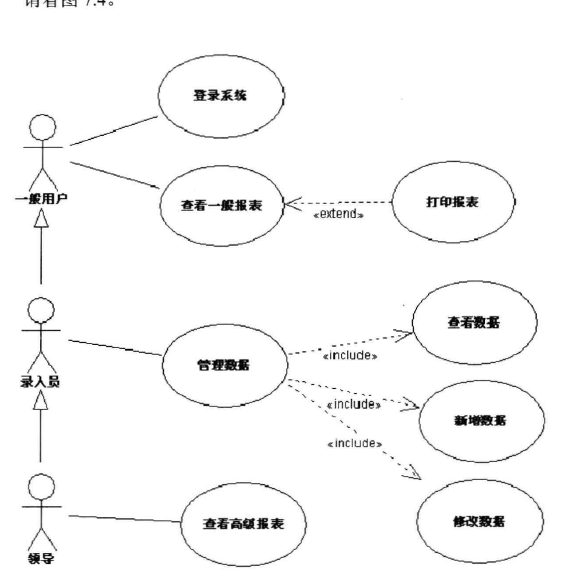 请看图 7.4。
登录系统
一般用户
查看一般报表
«extend»
打印报表
录入员
管理数据
«include»
查看数据
«include»
新增数据
«include»
修改数据
领导
查看高级报表